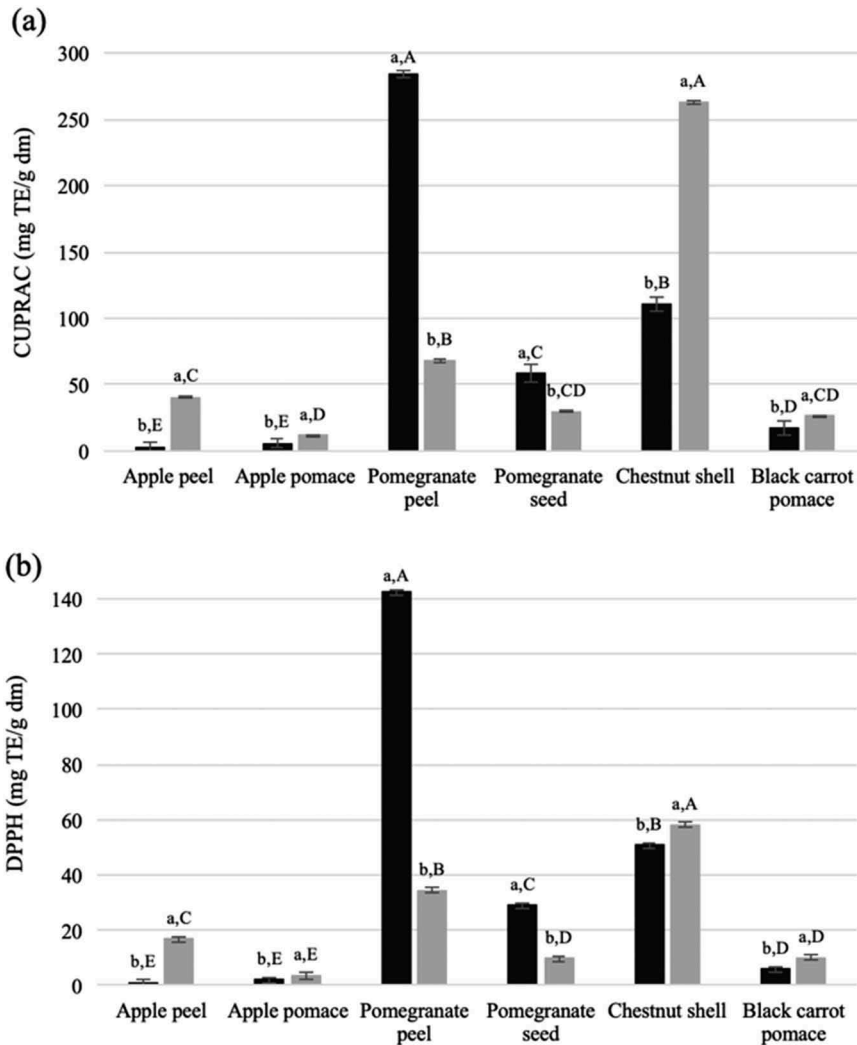 (a)
CUPRAC (mg TE/g dm)
300
250
200
150
100
50
0
b,E
a,C
b,E
a,D
a,A
b,B
a,C
b,CD
b,B
a,A
b,D
a,CD
Apple peel
Apple pomace
Pomegranate
peel
Pomegranate
seed
Chestnut shell
Black carrot
pomace
(b)
DPPH (mg TE/g dm)
140
120
100
80
60
40
20
0
b,E
a,C
b,E
a,E
a,A
b,B
a,C
b,D
b,B
a,A
b,D
a,D
Apple peel
Apple pomace
Pomegranate
peel
Pomegranate
seed
Chestnut shell
Black carrot
pomace